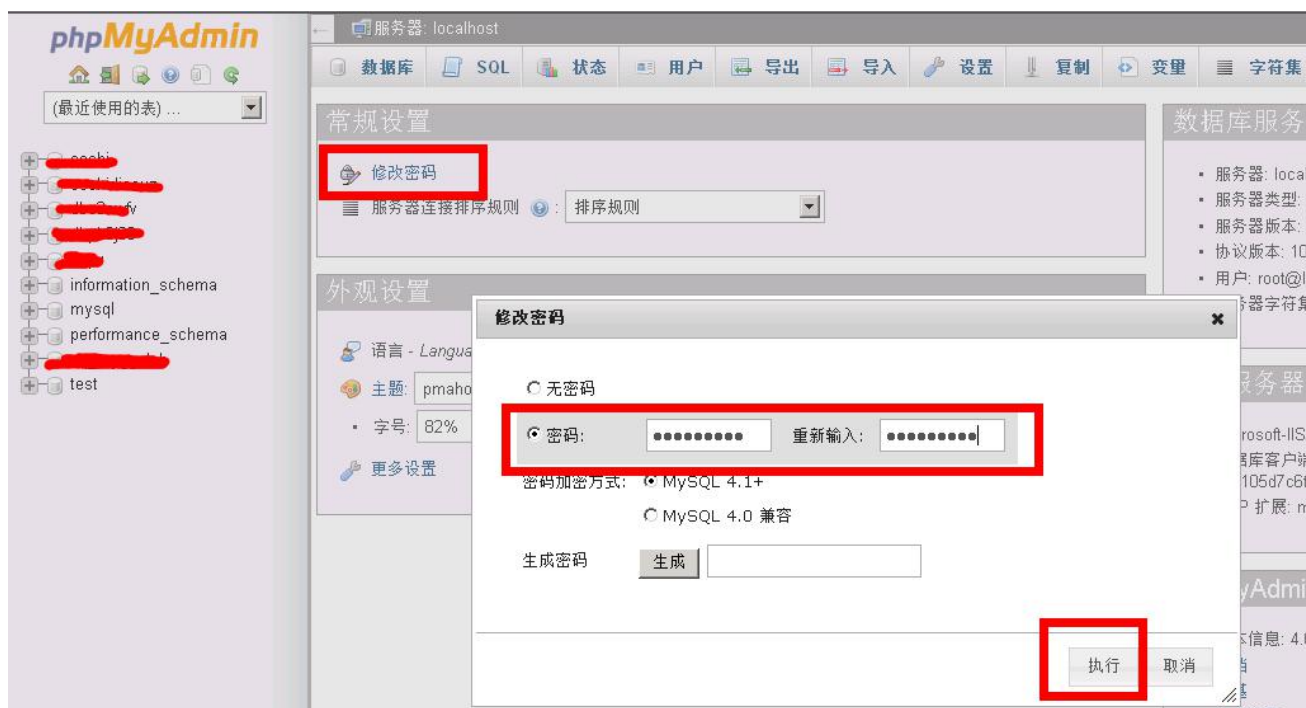 phpMyAdmin
(最近使用的表) ...
information_schema
mysql
performance_schema
test
服务器: localhost
数据库 SQL 状态 用户 导出 导入 设置 复制 变量 字符集
常规设置
修改密码
服务器连接排序规则 : 排序规则
外观设置
语言 - Langua
主题: pmaho
字号: 82%
更多设置
数据库服务
服务器: loca
服务器类型:
服务器版本:
协议版本: 10
用户: root@l
务器字符集
务器
rosoft-IIS
据库客户端
105d7c6f
扩展: m
yAdmi
信息: 4.0
修改密码
无密码
密码: 重新输入:
密码加密方式: MySQL 4.1+
MySQL 4.0 兼容
生成密码 生成
执行 取消